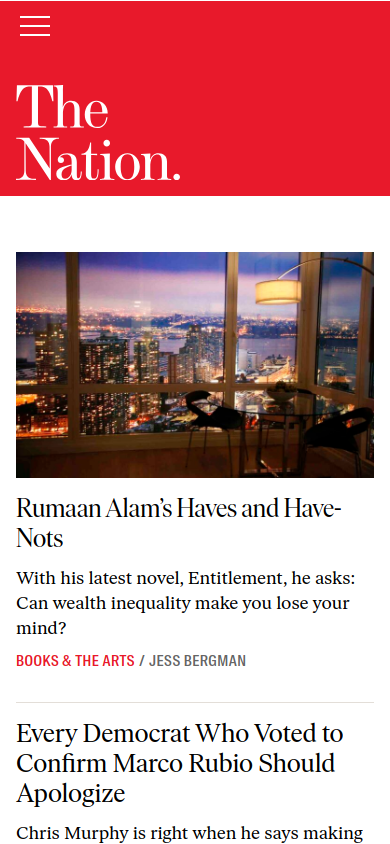 The
Nation.
Rumaan Alam's Haves and Have-
Nots
With his latest novel, Entitlement, he asks:
Can wealth inequality make you lose your
mind?
BOOKS & THE ARTS / JESS BERGMAN
Every Democrat Who Voted to
Confirm Marco Rubio Should
Apologize
Chris Murphy is right when he says making